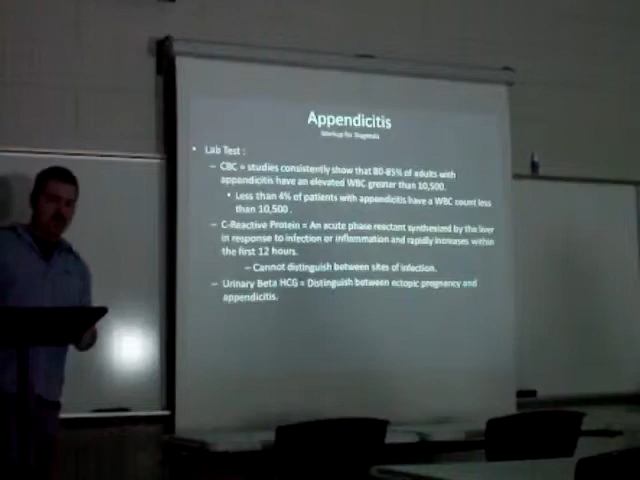 Appendicitis
Workup for Diagnosis
• Lab Test :
– CBC = studies consistently show that 80-85% of adults with
appendicitis have an elevated WBC greater than 10,500.
• Less than 4% of patients with appendicitis have a WBC count less
than 10,500 .
– C-Reactive Protein = An acute phase reactant synthesized by the liver
in response to infection or inflammation and rapidly increases within
the first 12 hours.
– Cannot distinguish between sites of infection.
– Urinary Beta HCG = Distinguish between ectopic pregnancy and
appendicitis.